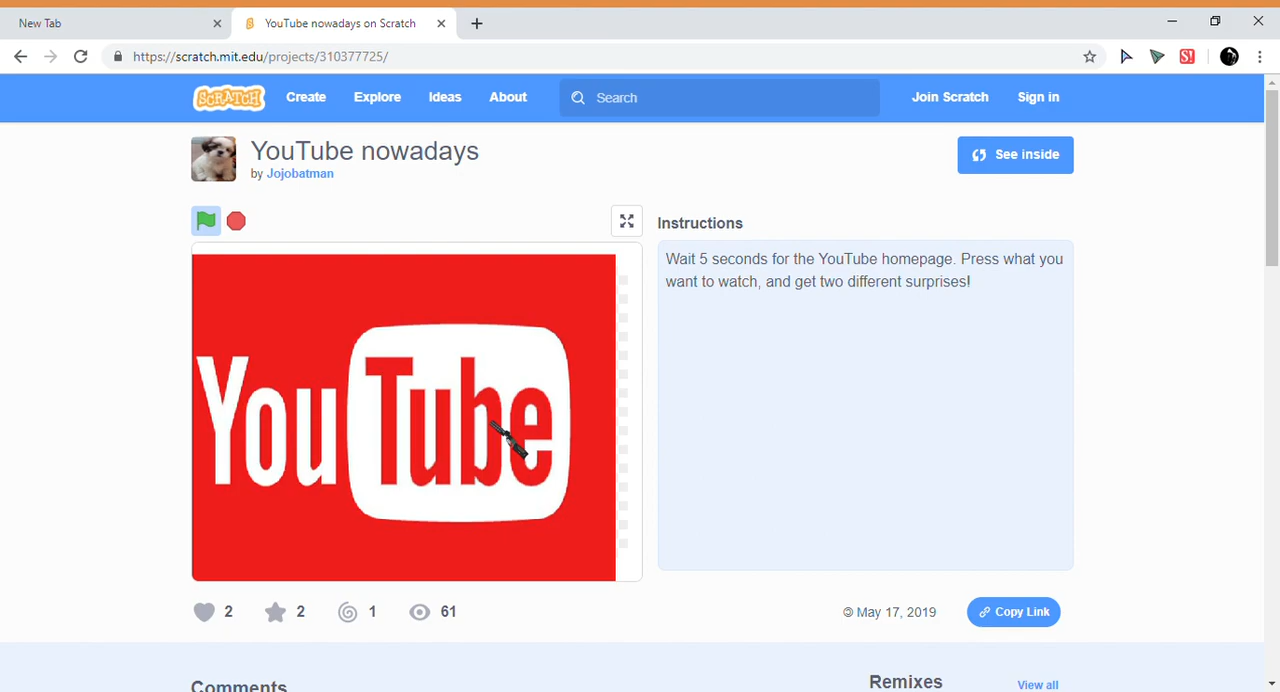 New Tab
YouTube nowadays on Scratch
https://scratch.mit.edu/projects/310377725/
S!
SCRATCH
Create
Explore
Ideas
About
Search
Join Scratch
Sign in
YouTube nowadays
by Jojobatman
See inside
Instructions
Wait 5 seconds for the YouTube homepage. Press what you
want to watch, and get two different surprises!
YouTube
2
2
1
61
© May 17, 2019
Copy Link
Comments
Remixes
View all